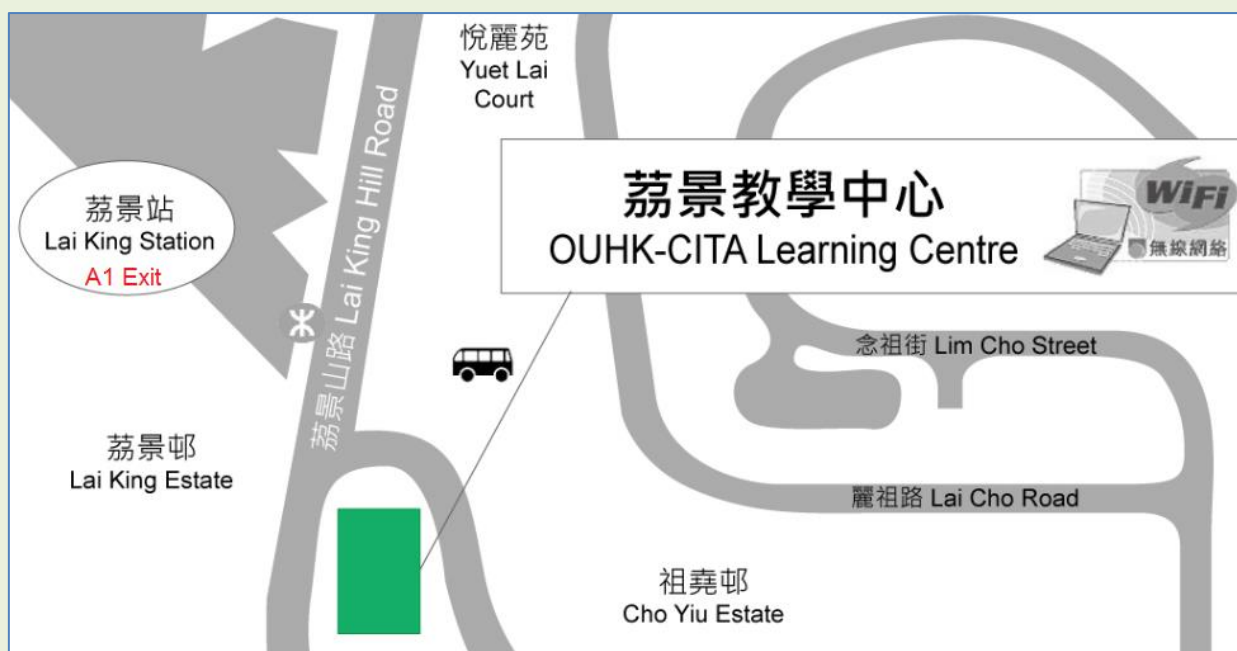 悅麗苑
Yuet Lai
Court
荔景山路 Lai King Hill Road
荔景教學中心
OUHK-CITA Learning Centre
WiFi
無線網絡
荔景站
Lai King Station
A1 Exit
念祖街 Lim Cho Street
荔景邨
Lai King Estate
麗祖路 Lai Cho Road
祖堯邨
Cho Yiu Estate